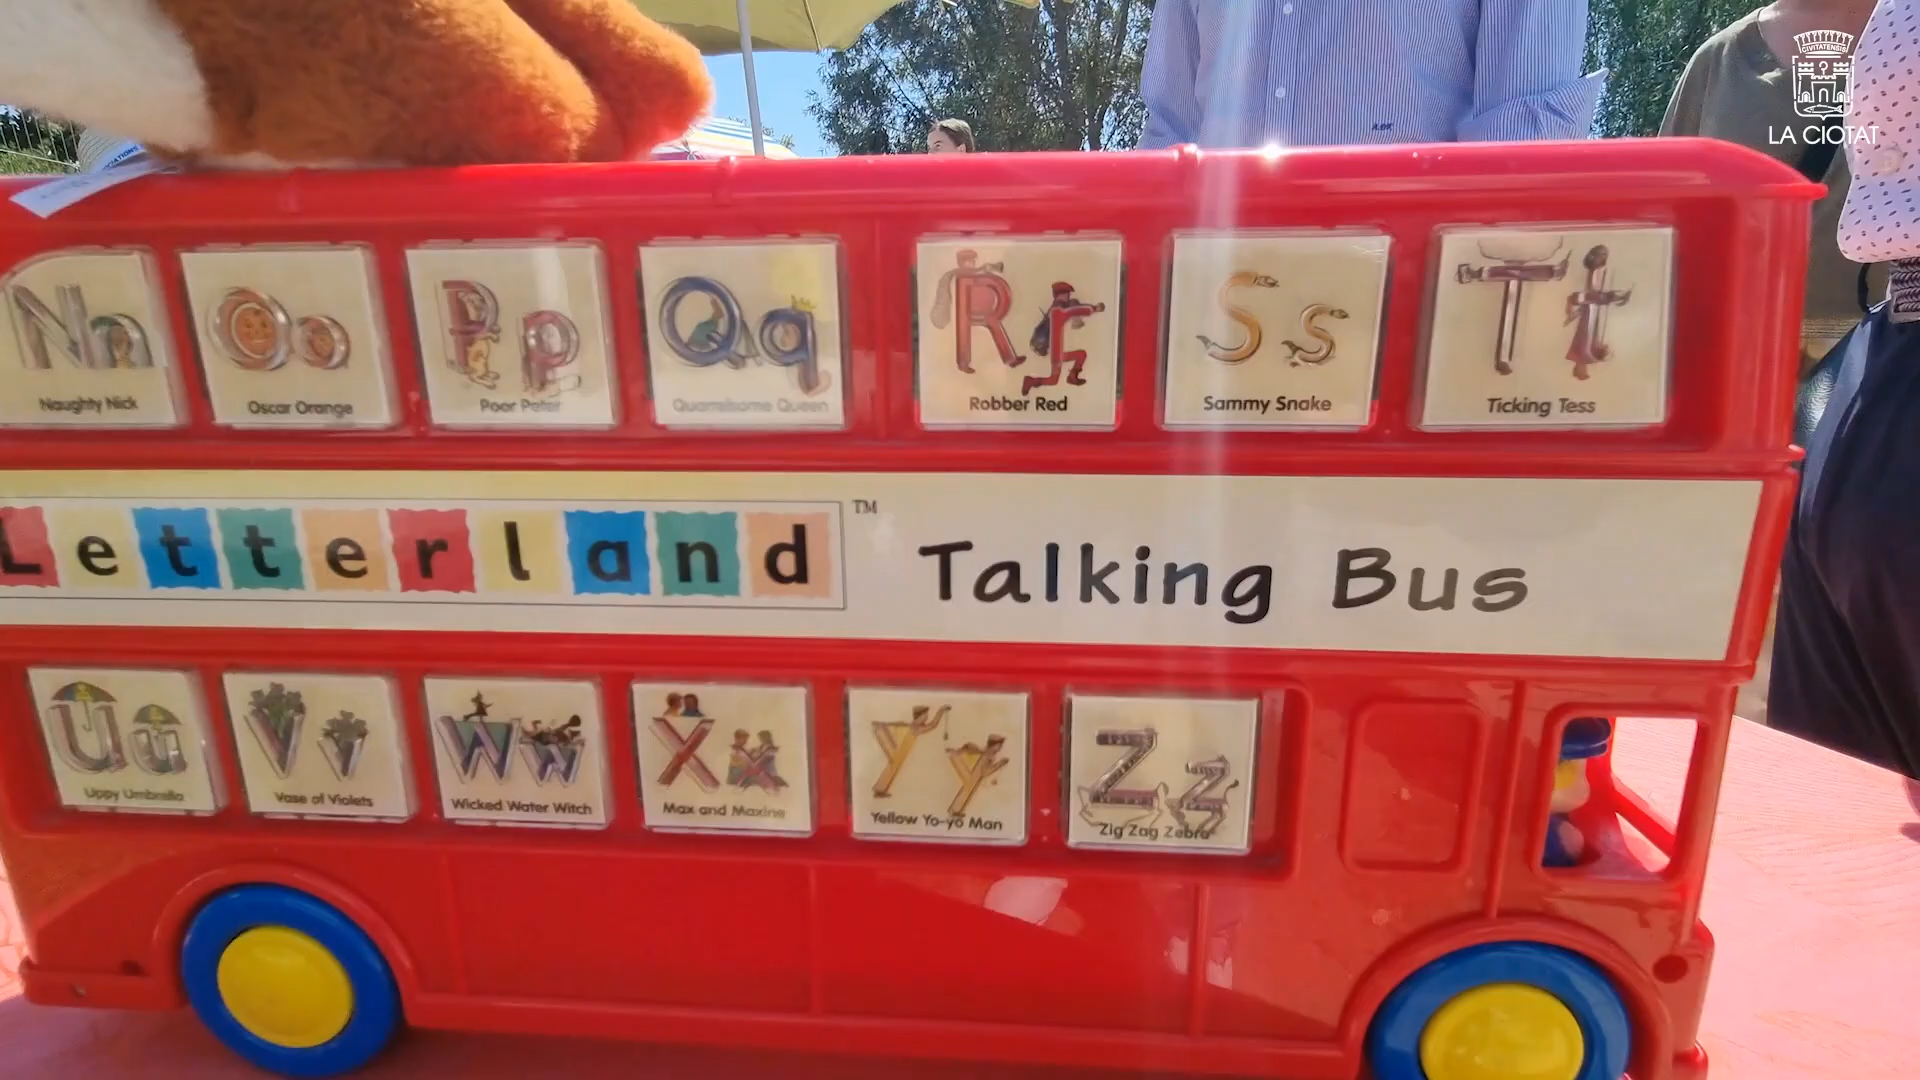 CIVITATENSIS
LA CIOTAT
Nn
Naughty Nick
Oo
Oscar Orange
Pp
Poor Peter
Qq
Quarrelsome Queen
Rr
Robber Red
Ss
Sammy Snake
Tt
Ticking Tess
Letterland™
Talking Bus
Uu
Uppy Umbrella
Vv
Vase of Violets
Ww
Wicked Water Witch
Xx
Max and Maxine
Yy
Yellow Yo-yo Man
Zz
Zig Zag Zebra